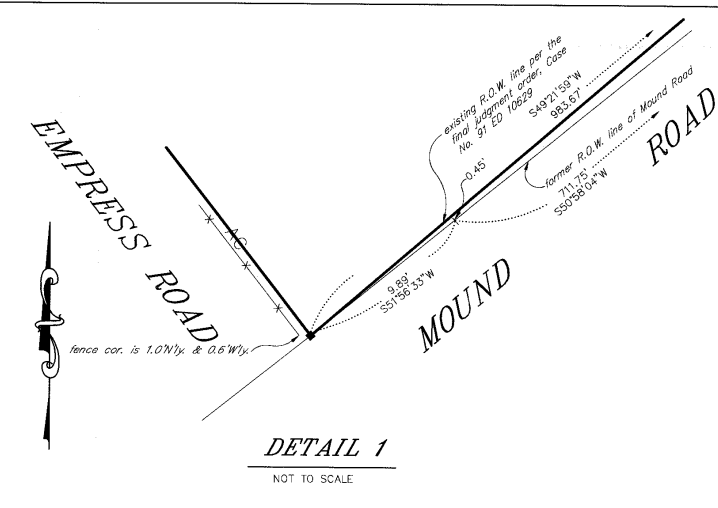 EMPRESS ROAD
existing R.O.W. line per the
final judgment order, Case
No. 91 ED 10629
S49°21'59"W
983.67'
0.45'
former R.O.W. line of Mound Road
711.75'
S50°58'04"W
MOUND ROAD
9.89'
S51°56'33"W
AC
fence cor. is 1.0'N'ly. & 0.6'W'ly.
DETAIL 1
NOT TO SCALE